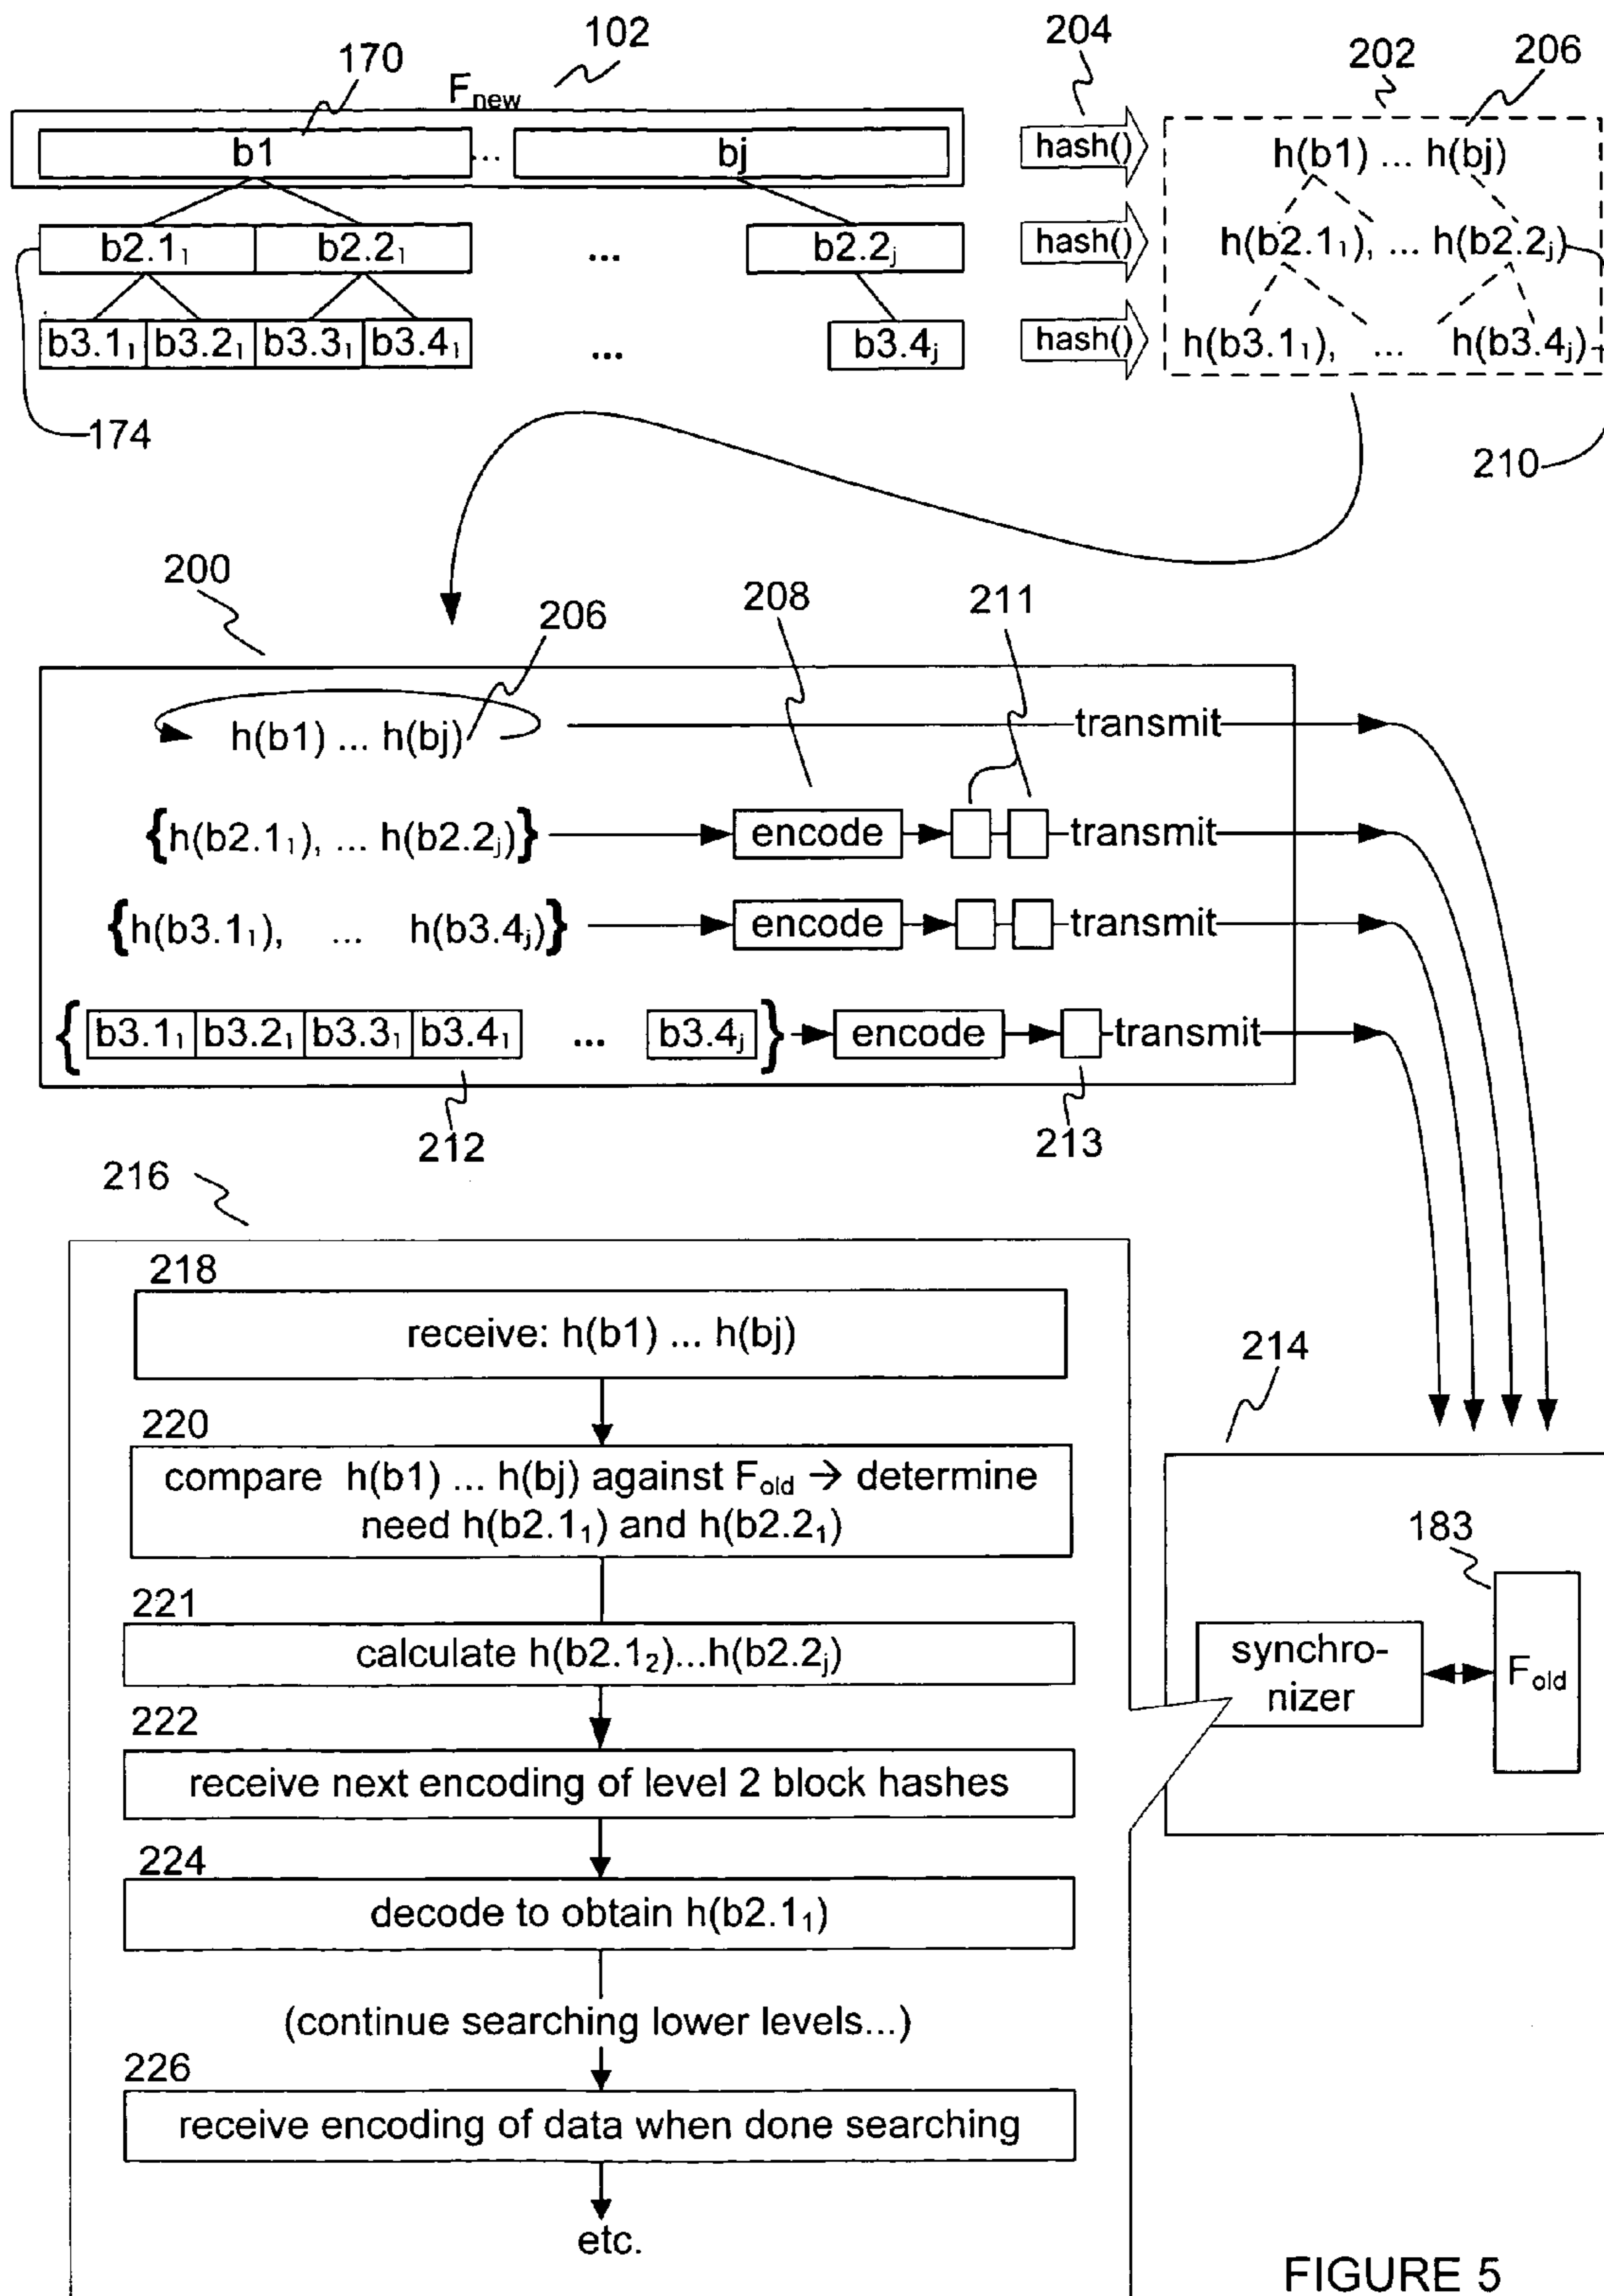 102
204
202
206
170
F_new
b1
...
bj
hash()
h(b1) ... h(bj)
b2.1₁
b2.2₁
...
b2.2ⱼ
hash()
h(b2.1₁), ... h(b2.2ⱼ)
b3.1₁
b3.2₁
b3.3₁
b3.4₁
...
b3.4ⱼ
hash()
h(b3.1₁), ... h(b3.4ⱼ)
174
210
200
206
208
211
h(b1) ... h(bj)
transmit
{h(b2.1₁), ... h(b2.2ⱼ)}
encode
transmit
{h(b3.1₁), ... h(b3.4ⱼ)}
encode
transmit
{ b3.1₁ b3.2₁ b3.3₁ b3.4₁ ... b3.4ⱼ }
encode
transmit
212
213
216
218
receive: h(b1) ... h(bj)
214
220
compare h(b1) ... h(bj) against F_old → determine
need h(b2.1₁) and h(b2.2₁)
183
221
calculate h(b2.1₂)...h(b2.2ⱼ)
synchro-
nizer
F_old
222
receive next encoding of level 2 block hashes
224
decode to obtain h(b2.1₁)
(continue searching lower levels...)
226
receive encoding of data when done searching
etc.
FIGURE 5